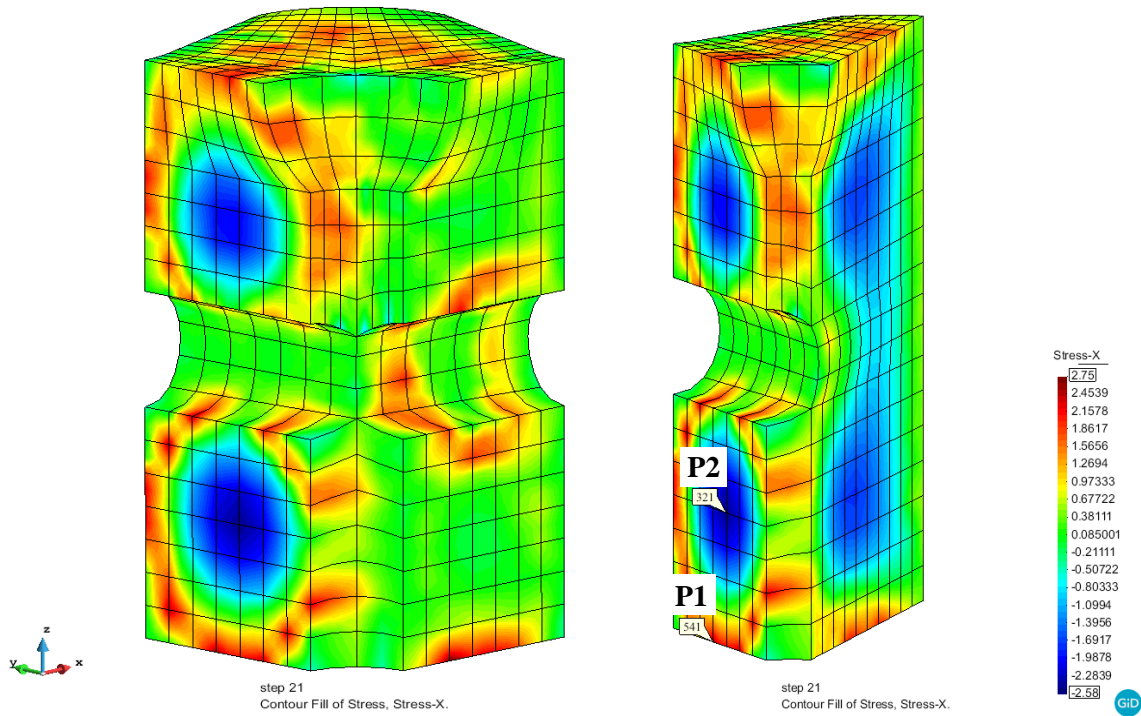 P2
321
P1
541
z
y
x
step 21
Contour Fill of Stress, Stress-X.
step 21
Contour Fill of Stress, Stress-X.
Stress-X
2.75
2.4539
2.1578
1.8617
1.5656
1.2694
0.97333
0.67722
0.38111
0.085001
-0.21111
-0.50722
-0.80333
-1.0994
-1.3956
-1.6917
-1.9878
-2.2839
-2.58
GiD